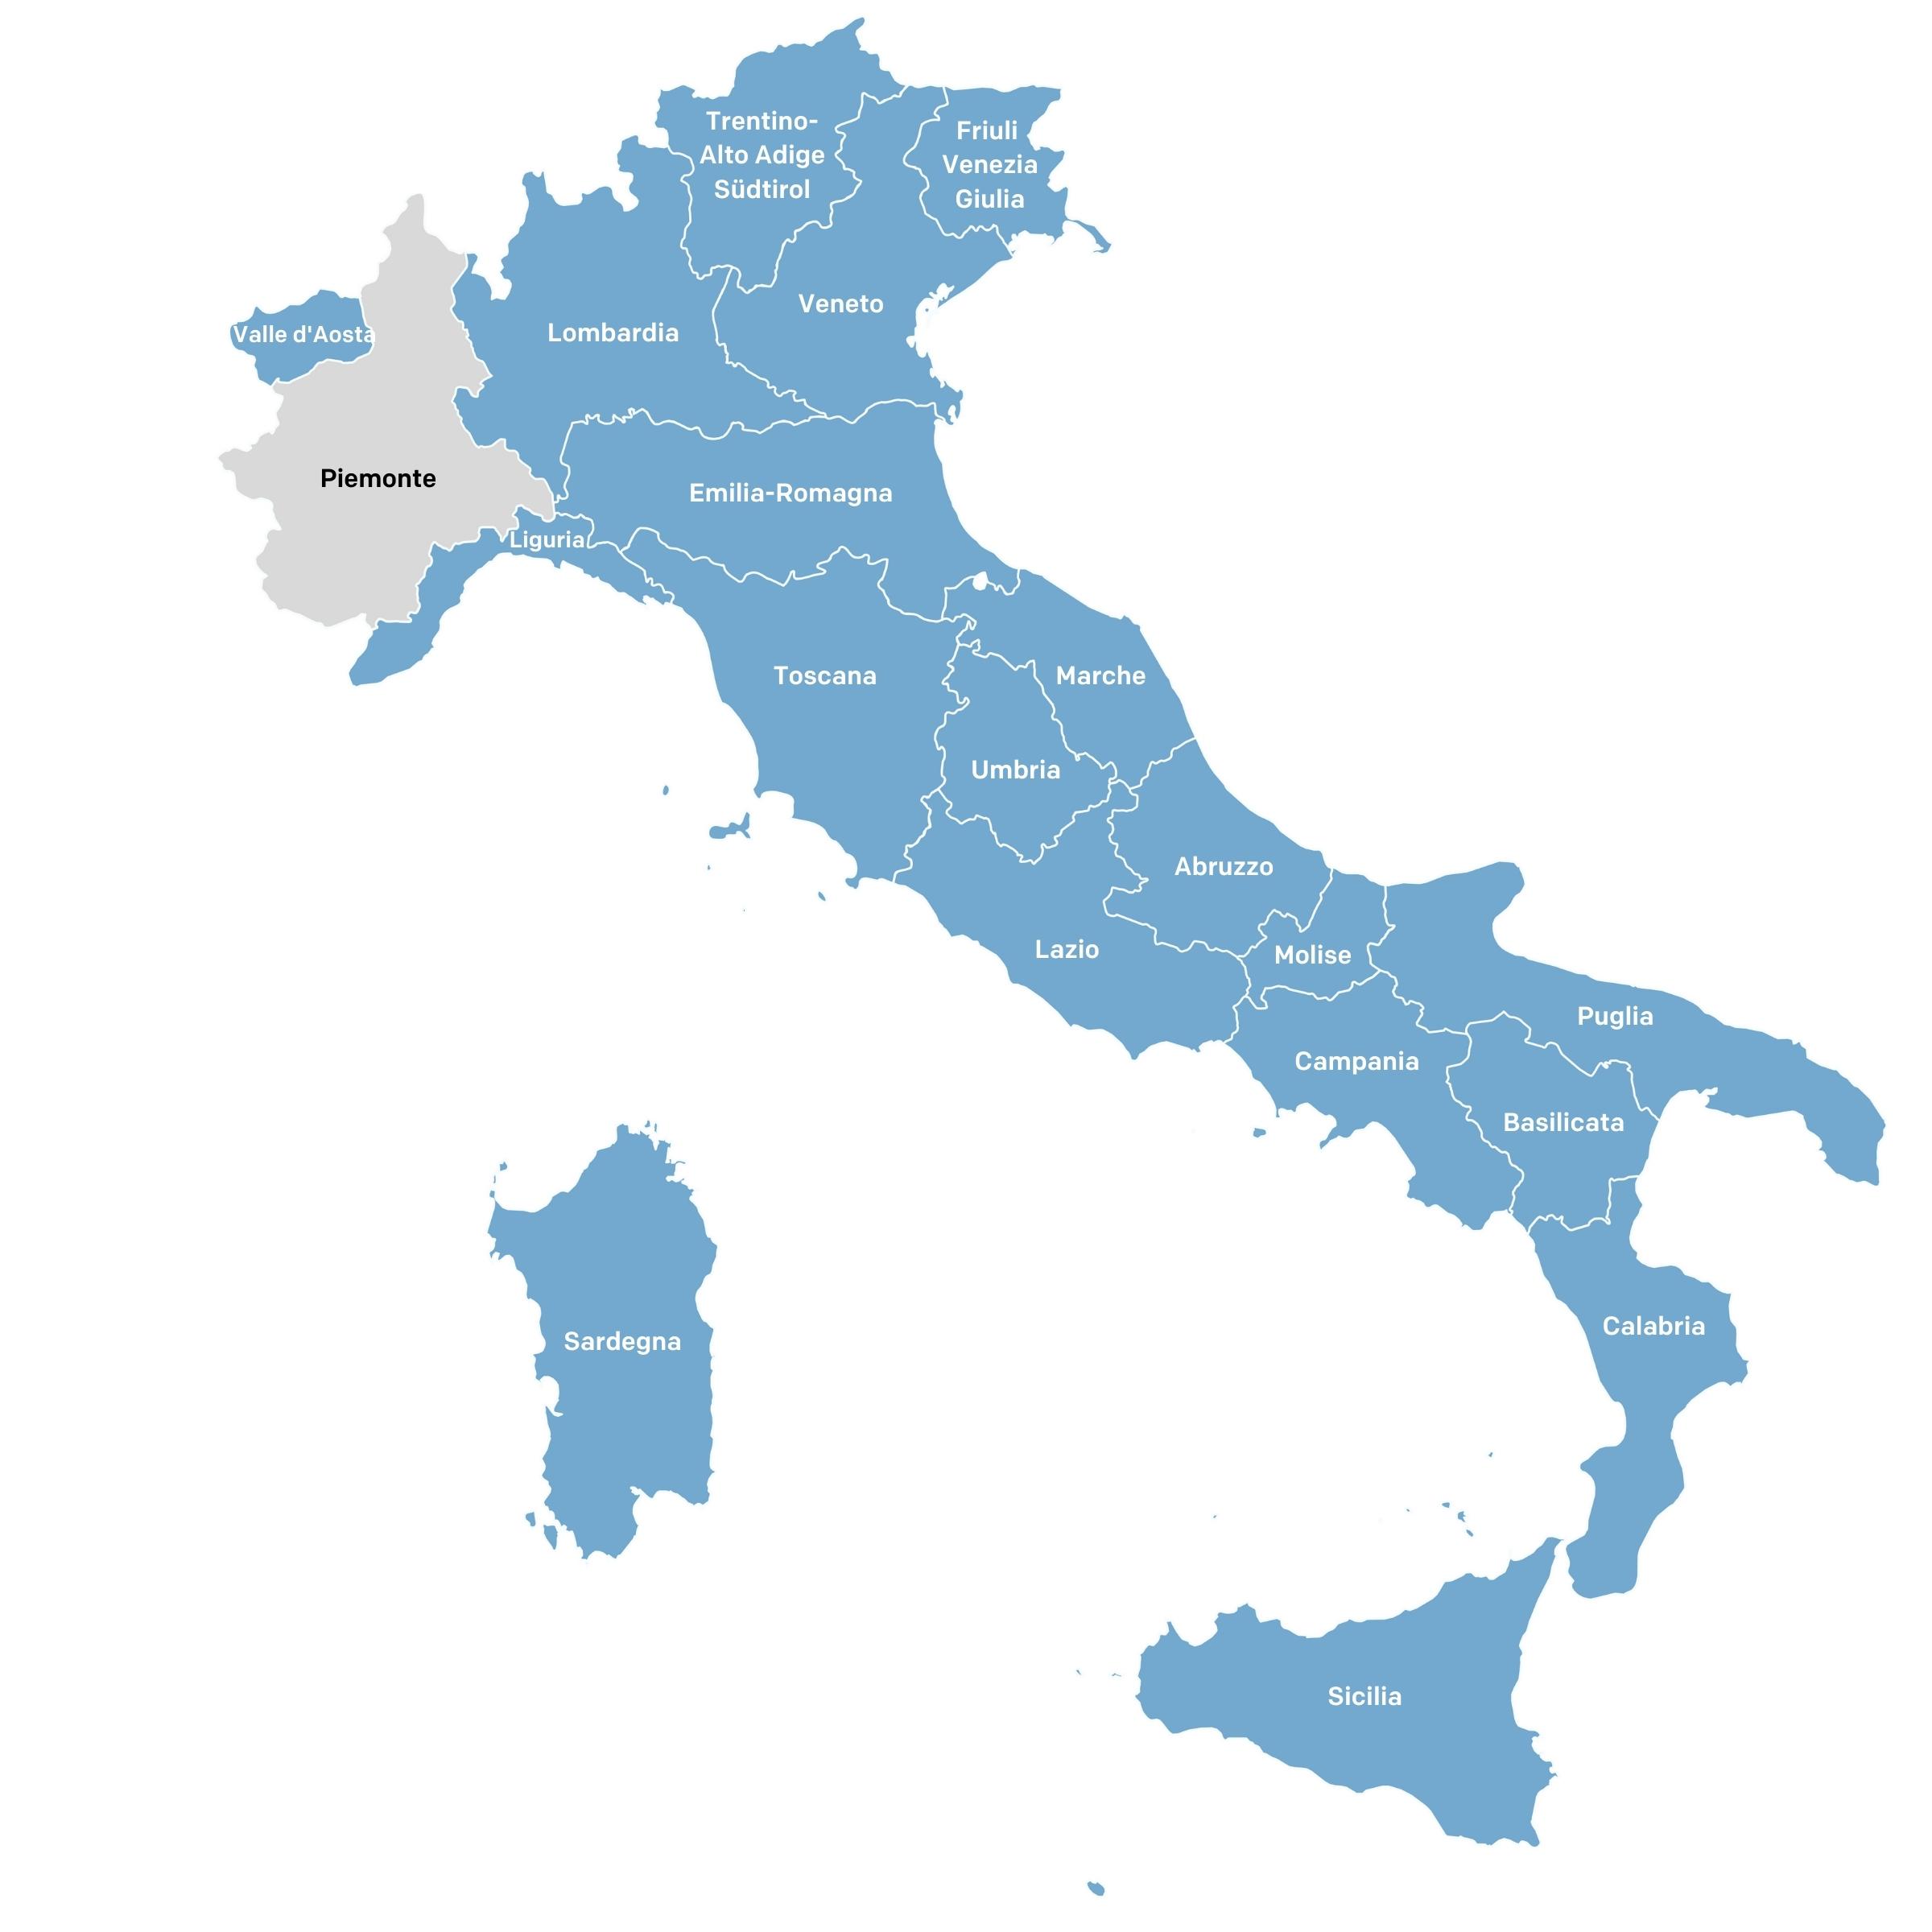 Trentino-
Alto Adige
Südtirol
Friuli
Venezia
Giulia
Veneto
Lombardia
Valle d'Aosta
Piemonte
Emilia-Romagna
Liguria
Toscana
Marche
Umbria
Abruzzo
Lazio
Molise
Puglia
Campania
Basilicata
Calabria
Sardegna
Sicilia